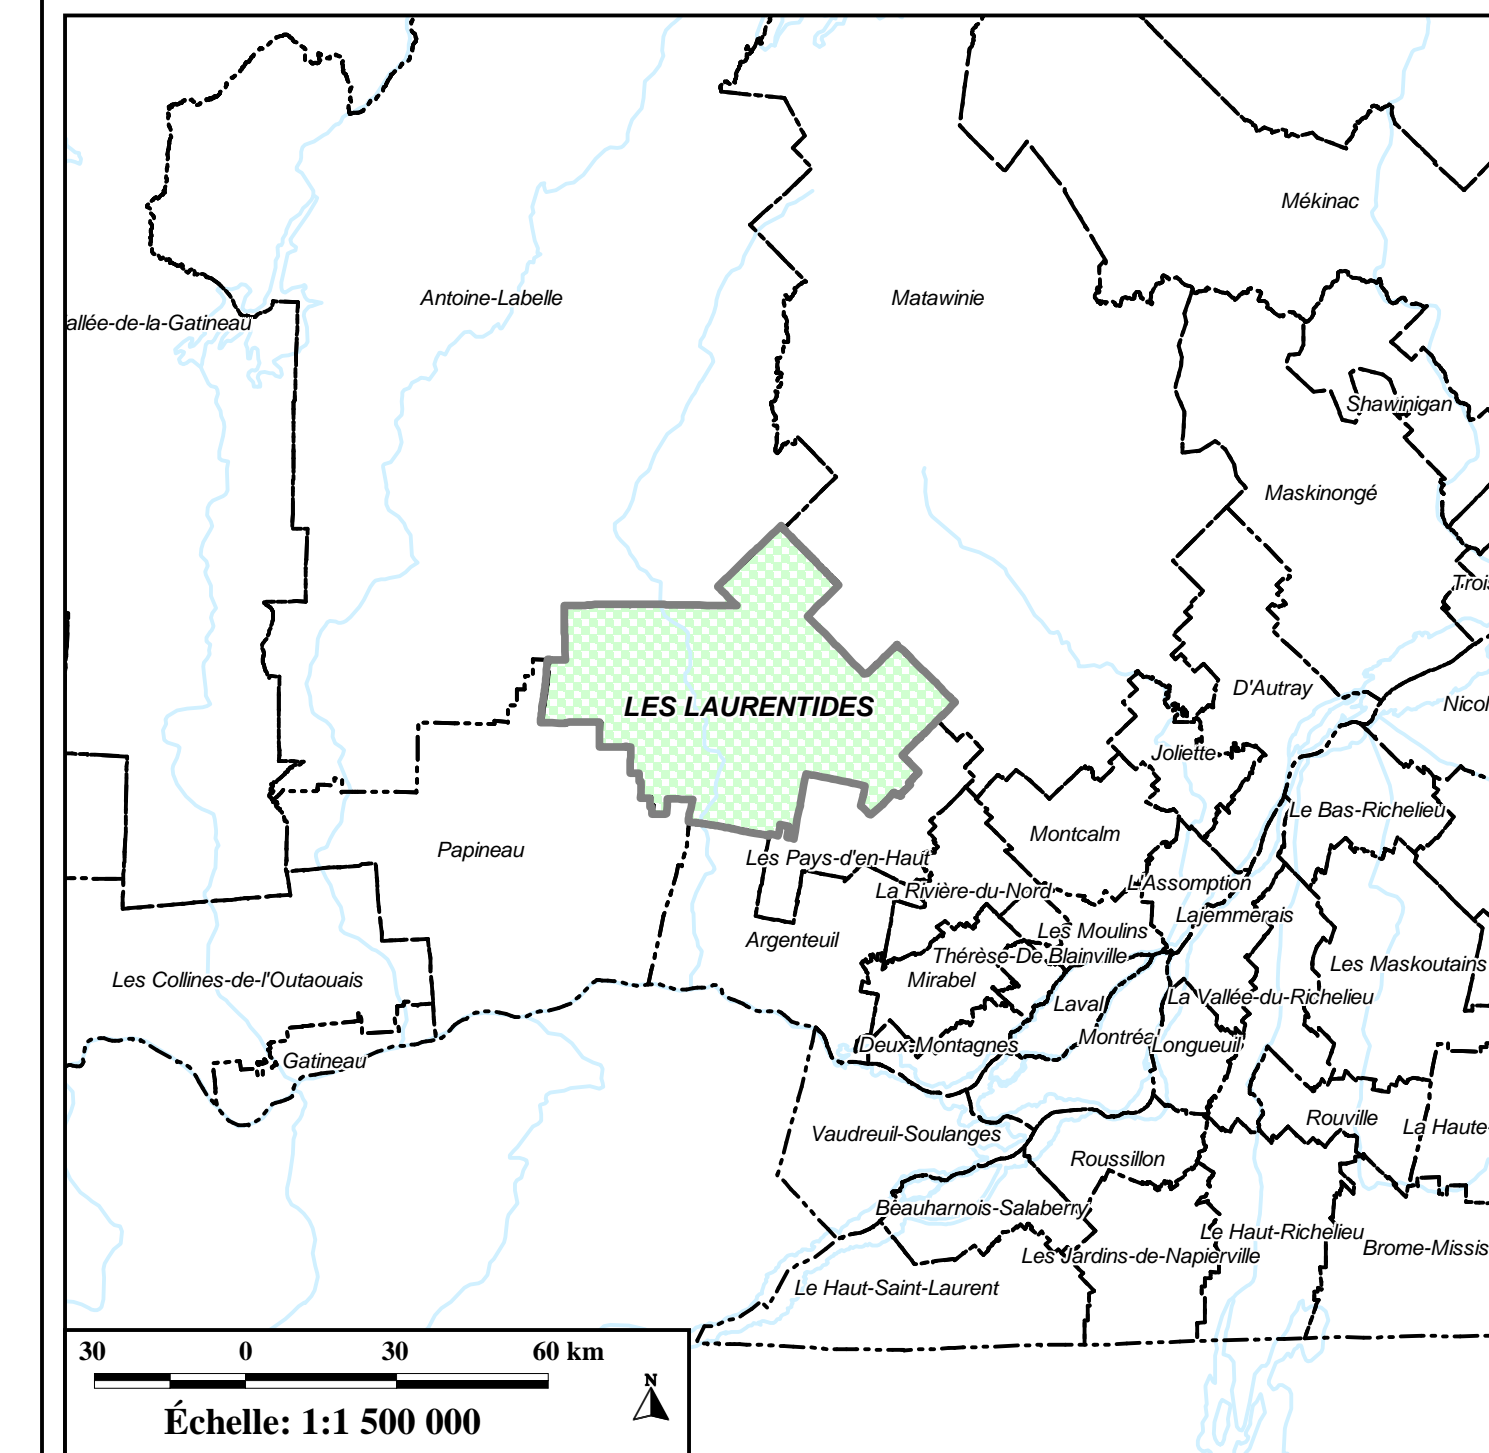 Mékinac
Antoine-Labelle
Matawinie
allée-de-la-Gatineau
Shawinigan
Maskinongé
Trois
D'Autray
Nicol
LES LAURENTIDES
Joliette
Le Bas-Richelieu
Montcalm
Papineau
Les Pays-d'en-Haut
L'Assomption
La Rivière-du-Nord
Lajemmerais
Les Moulins
Argenteuil
Thérèse-De Blainville
Les Maskoutains
Les Collines-de-l'Outaouais
Mirabel
La Vallée-du-Richelieu
Laval
Montréal
Deux-Montagnes
Longueuil
Gatineau
Rouville
La Haute-
Vaudreuil-Soulanges
Roussillon
Beauharnois-Salaberry
Le Haut-Richelieu
Brome-Missis
Les Jardins-de-Napierville
Le Haut-Saint-Laurent
30 0 30 60 km
N
Échelle: 1:1 500 000